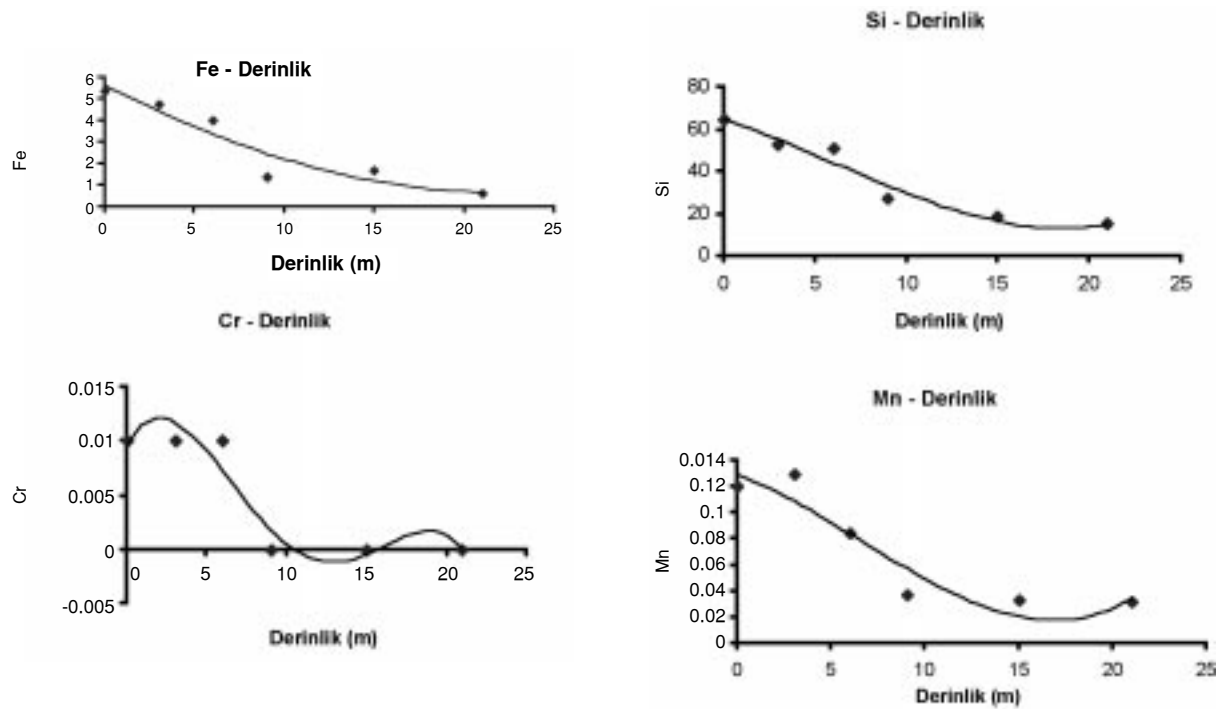 Fe - Derinlik
6
5
4
3
2
1
0
Fe
0 5 10 15 20 25
Derinlik (m)
Si - Derinlik
80
60
40
20
0
Si
0 5 10 15 20 25
Derinlik (m)
Cr - Derinlik
0.015
0.01
0.005
0
-0.005
Cr
0 5 10 15 20 25
Derinlik (m)
Mn - Derinlik
0.014
0.12
0.1
0.08
0.06
0.04
0.02
0
Mn
0 5 10 15 20 25
Derinlik (m)